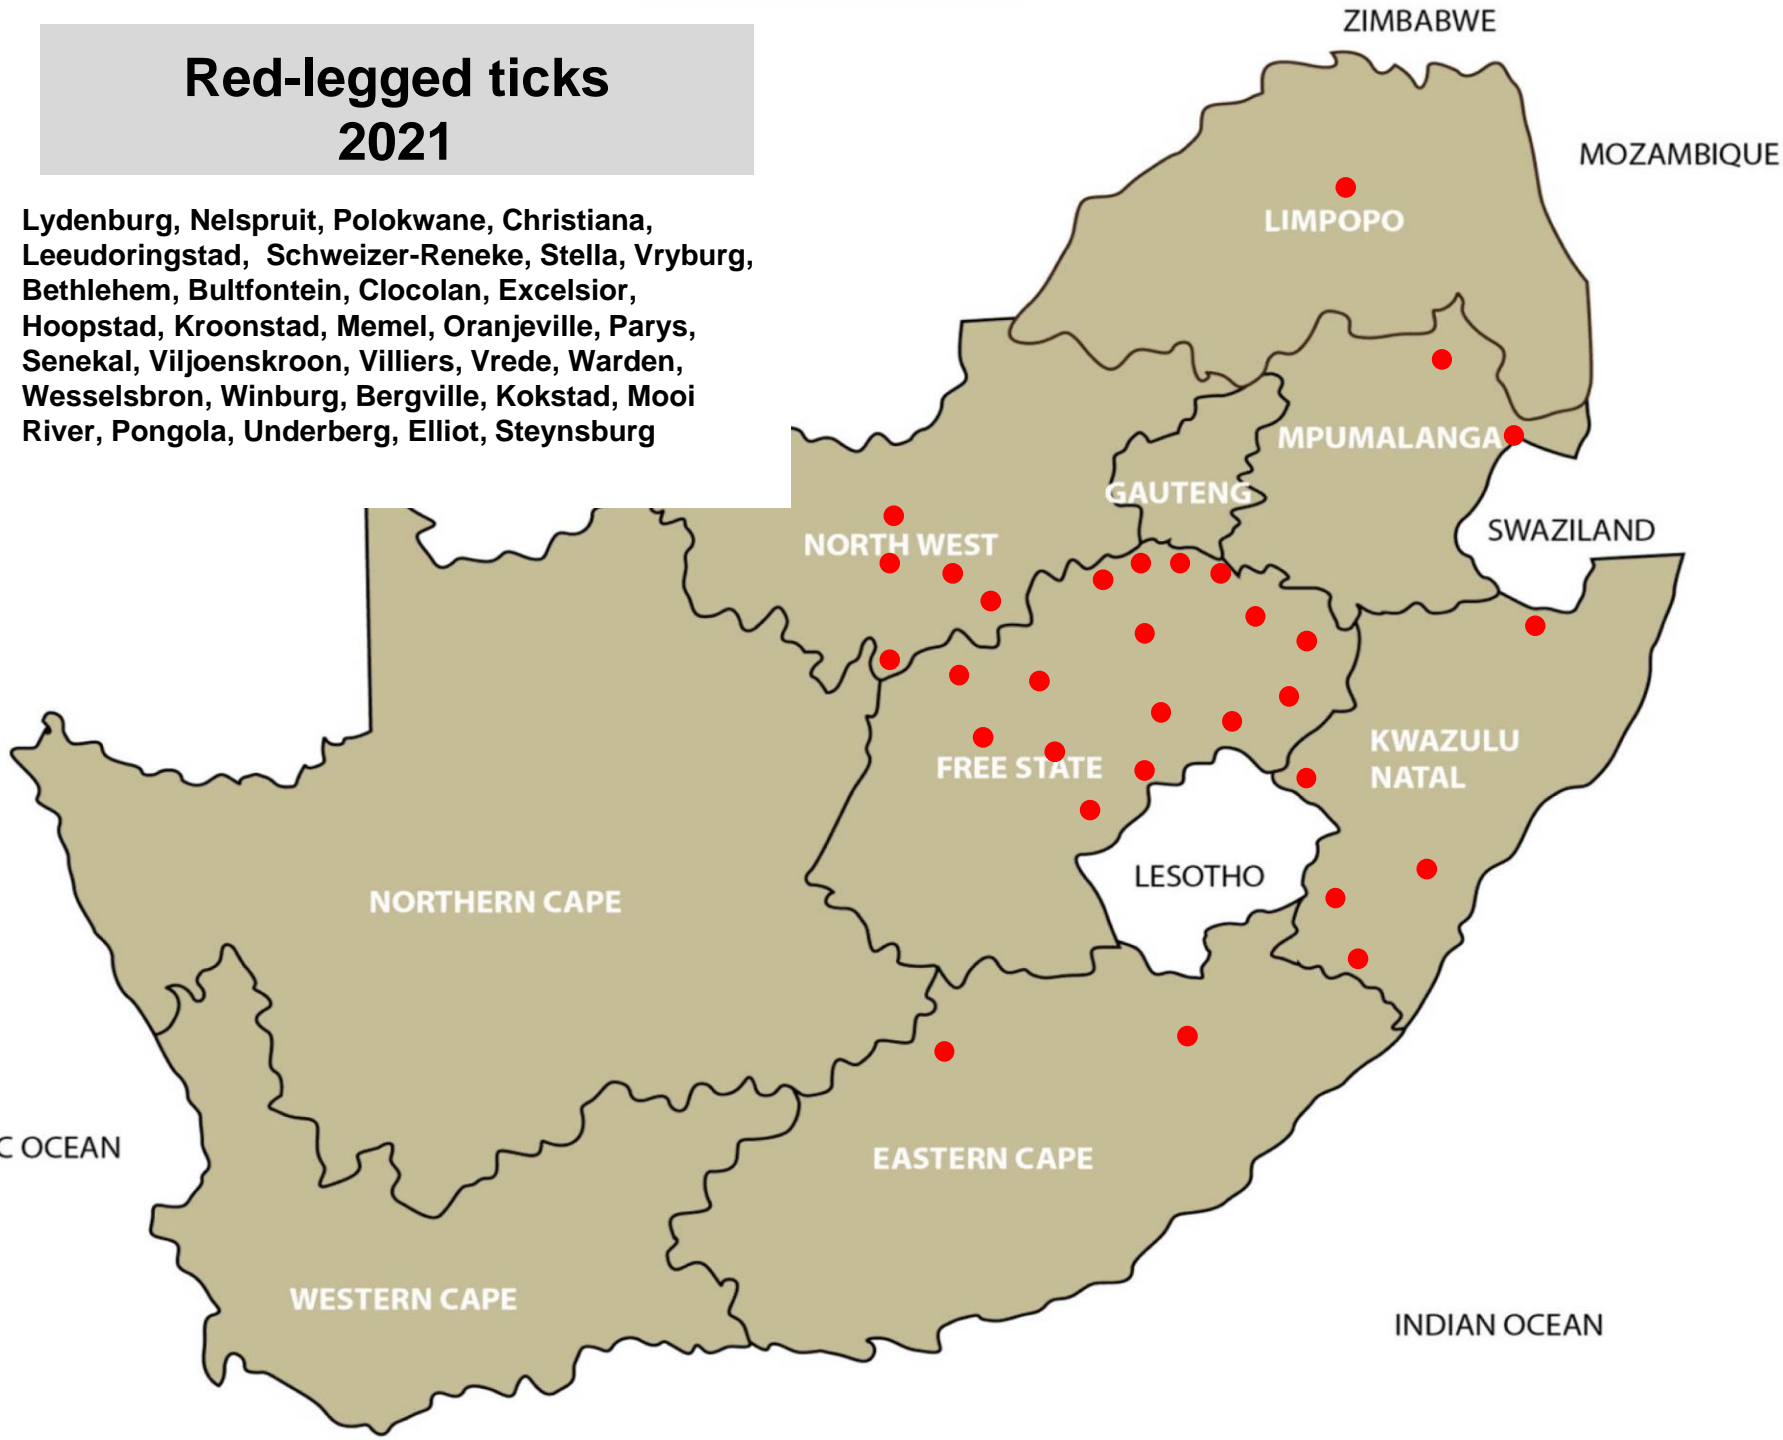 Red-legged ticks
2021
Lydenburg, Nelspruit, Polokwane, Christiana,
Leeudoringstad, Schweizer-Reneke, Stella, Vryburg,
Bethlehem, Bultfontein, Clocolan, Excelsior,
Hoopstad, Kroonstad, Memel, Oranjeville, Parys,
Senekal, Viljoenskroon, Villiers, Vrede, Warden,
Wesselsbron, Winburg, Bergville, Kokstad, Mooi
River, Pongola, Underberg, Elliot, Steynsburg
ZIMBABWE
MOZAMBIQUE
LIMPOPO
MPUMALANGA
GAUTENG
SWAZILAND
NORTH WEST
KWAZULU
NATAL
FREE STATE
LESOTHO
NORTHERN CAPE
C OCEAN
EASTERN CAPE
WESTERN CAPE
INDIAN OCEAN